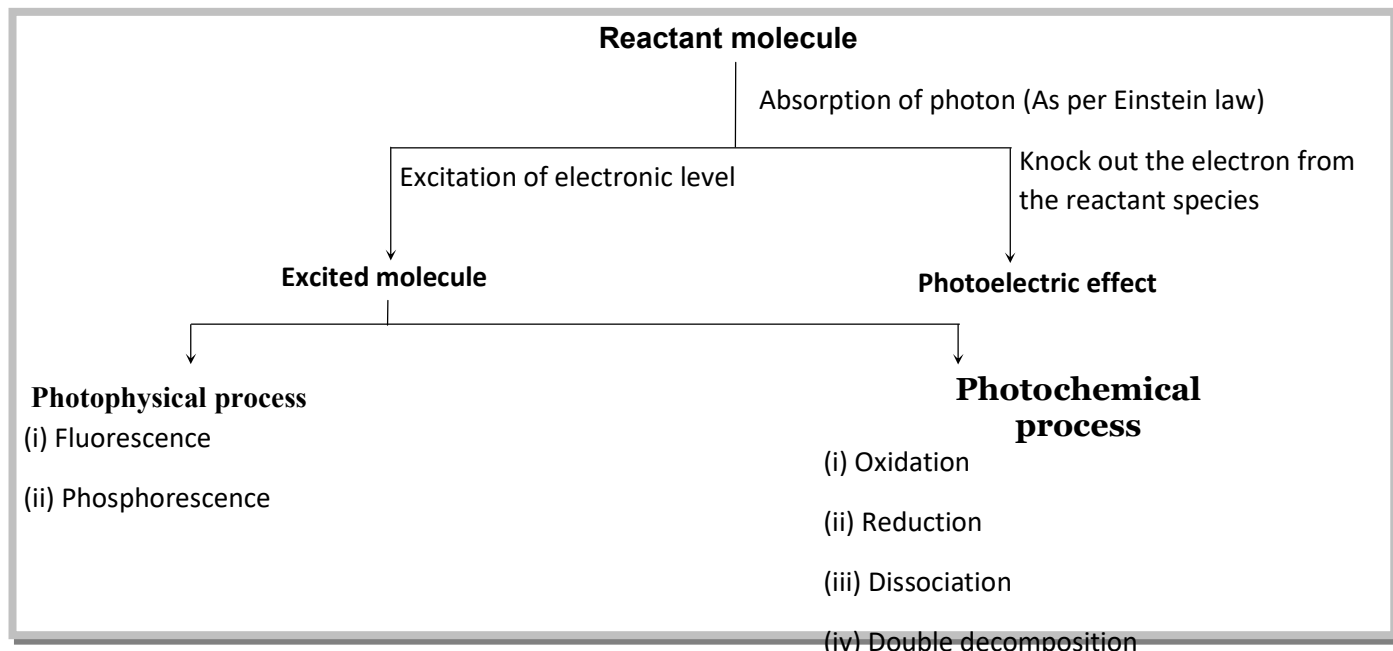 Reactant molecule
Absorption of photon (As per Einstein law)
Excitation of electronic level
Knock out the electron from
the reactant species
Excited molecule
Photoelectric effect
Photophysical process
(i) Fluorescence
(ii) Phosphorescence
Photochemical
process
(i) Oxidation
(ii) Reduction
(iii) Dissociation
(iv) Double decomposition